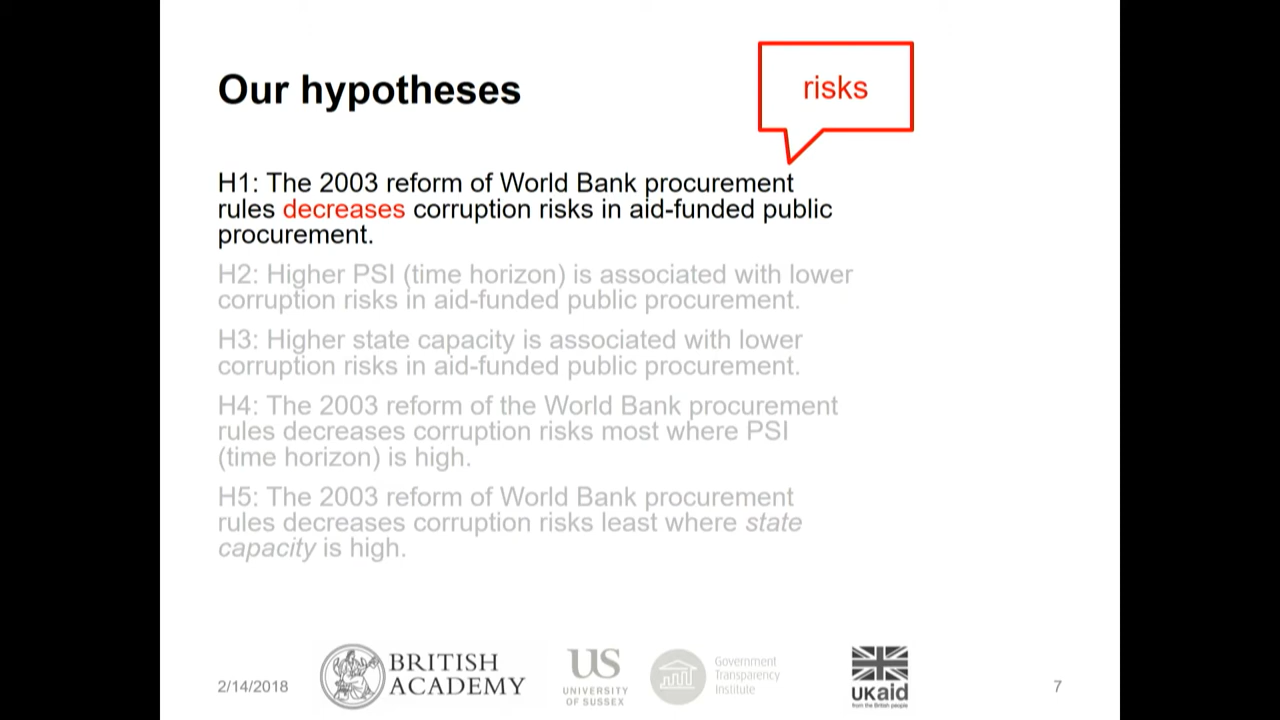 Our hypotheses
risks
H1: The 2003 reform of World Bank procurement
rules decreases corruption risks in aid-funded public
procurement.
H2: Higher PSI (time horizon) is associated with lower
corruption risks in aid-funded public procurement.
H3: Higher state capacity is associated with lower
corruption risks in aid-funded public procurement.
H4: The 2003 reform of the World Bank procurement
rules decreases corruption risks most where PSI
(time horizon) is high.
H5: The 2003 reform of World Bank procurement
rules decreases corruption risks least where state
capacity is high.
2/14/2018
BRITISH
ACADEMY
US
UNIVERSITY
OF SUSSEX
Government
Transparency
Institute
UKaid
from the British people
7